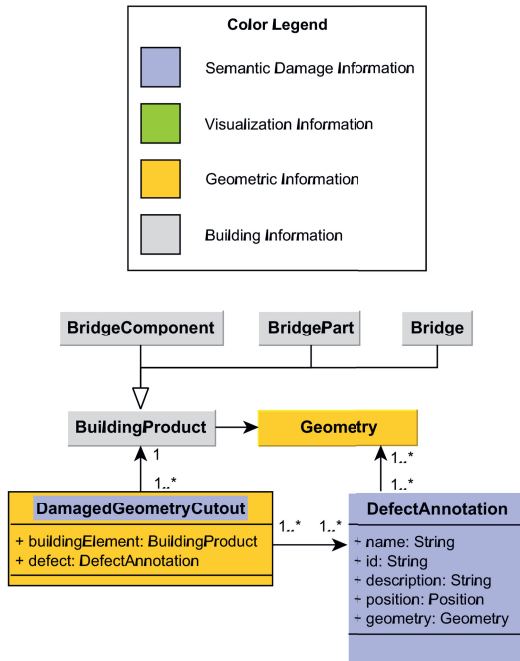 Color Legend
Semantic Damage Information
Visualization Information
Geometric Information
Building Information
BridgeComponent
BridgePart
Bridge
BuildingProduct
Geometry
1
1..*
1..*
1..*
DamagedGeometryCutout
+ buildingElement: BuildingProduct
+ defect: DefectAnnotation
1..*
1..*
DefectAnnotation
+ name: String
+ id: String
+ description: String
+ position: Position
+ geometry: Geometry